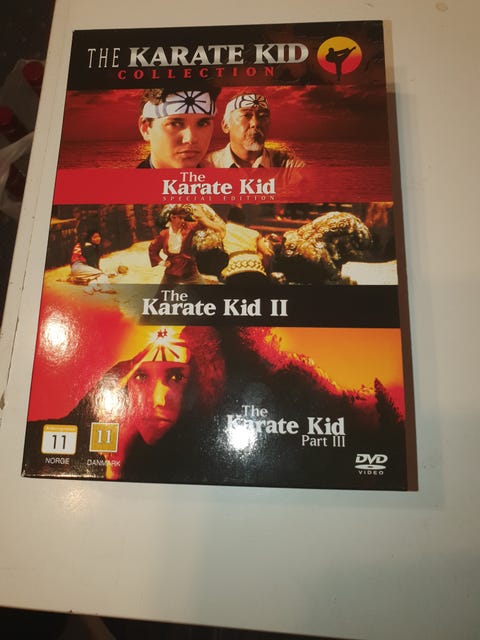 THE KARATE KID
COLLECTION
The
Karate Kid
SPECIAL EDITION
The
Karate Kid II
The
Karate Kid
Part III
11
NORGE
11
DANMARK
DVD
VIDEO